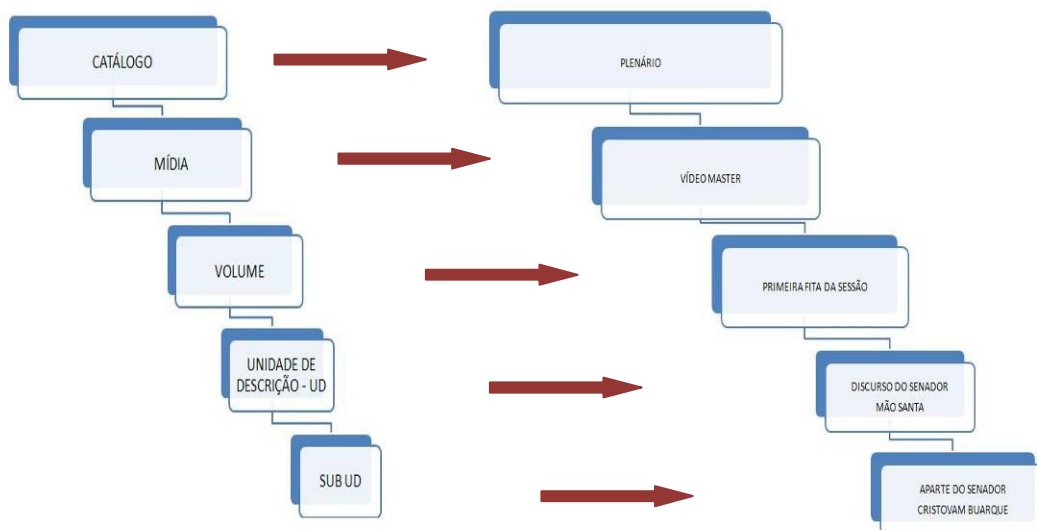 CATÁLOGO
PLENÁRIO
MÍDIA
VÍDEO MASTER
VOLUME
PRIMEIRA FITA DA SESSÃO
UNIDADE DE
DESCRIÇÃO - UD
DISCURSO DO SENADOR
MÃO SANTA
SUB UD
APARTE DO SENADOR
CRISTOVAM BUARQUE